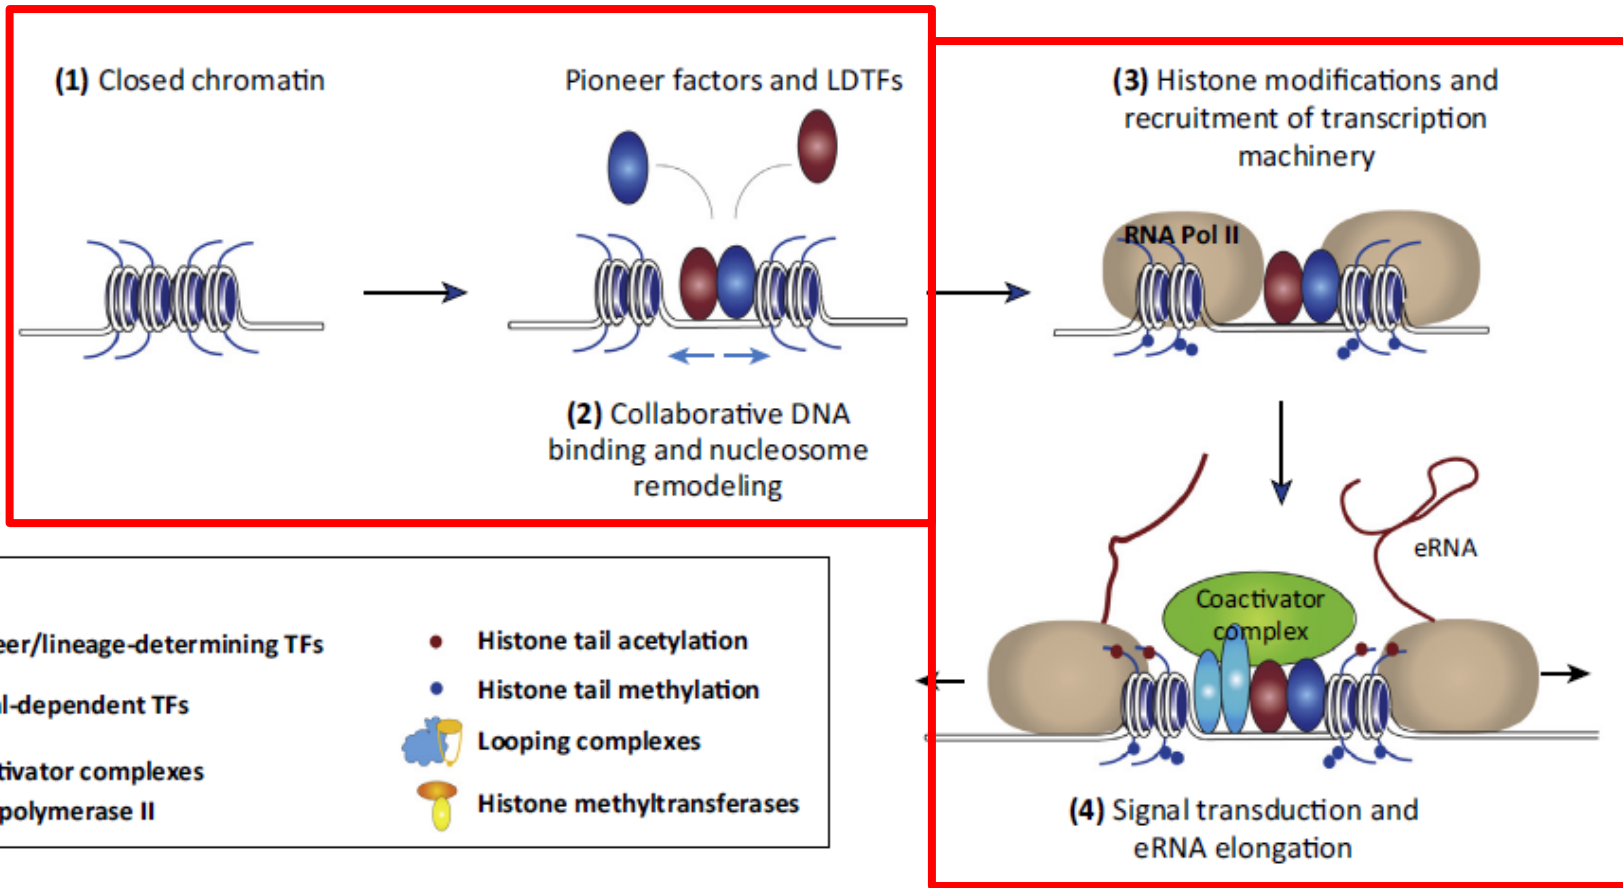 (1) Closed chromatin
Pioneer factors and LDTFs
(2) Collaborative DNA
binding and nucleosome
remodeling
(3) Histone modifications and
recruitment of transcription
machinery
RNA Pol II
eRNA
Coactivator
complex
(4) Signal transduction and
eRNA elongation
eer/lineage-determining TFs
l-dependent TFs
tivator complexes
polymerase II
Histone tail acetylation
Histone tail methylation
Looping complexes
Histone methyltransferases